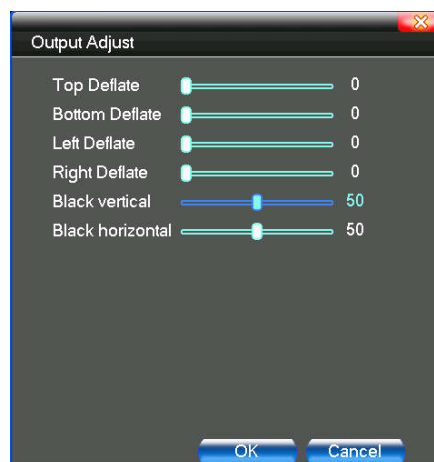 Output Adjust
Top Deflate 0
Bottom Deflate 0
Left Deflate 0
Right Deflate 0
Black vertical 50
Black horizontal 50
OK Cancel